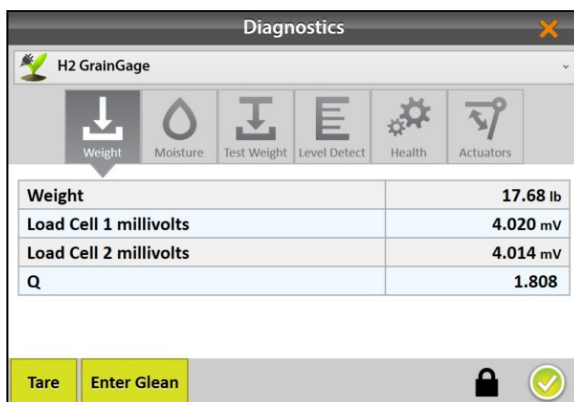 Diagnostics
H2 GrainGage
Weight Moisture Test Weight Level Detect Health Actuators
Weight 17.68 lb
Load Cell 1 millivolts 4.020 mV
Load Cell 2 millivolts 4.014 mV
Q 1.808
Tare Enter Glean